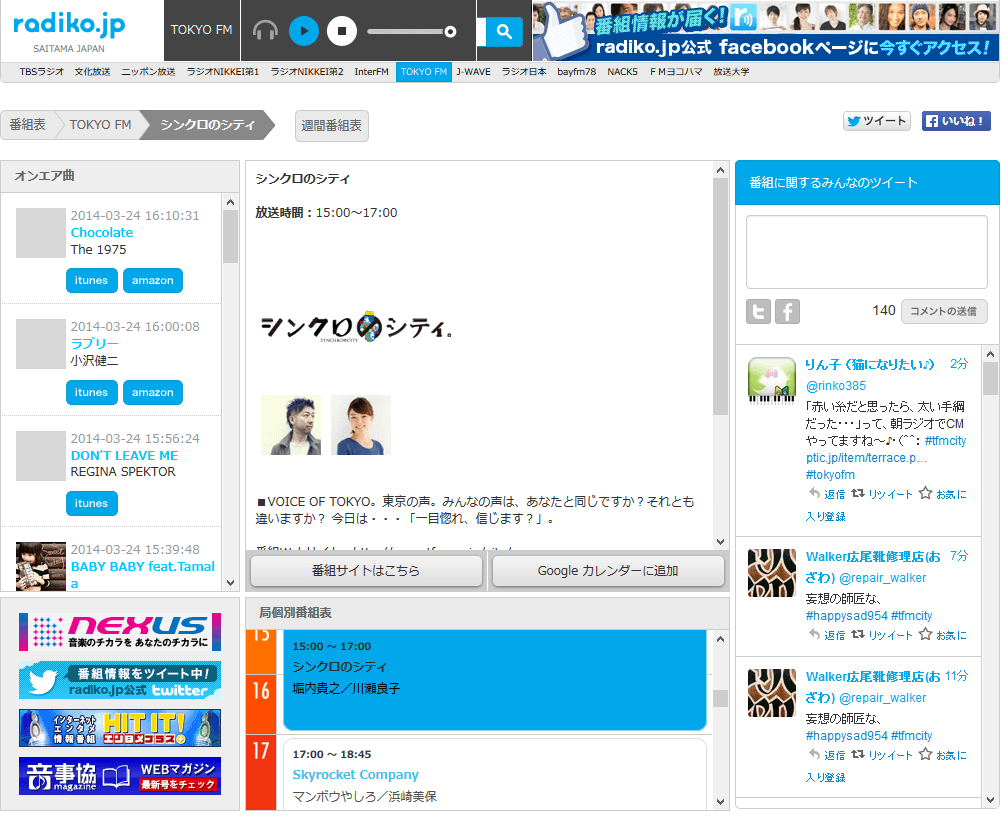 radiko.jp
SAITAMA JAPAN
TOKYO FM
番組情報が届く!
radiko.jp公式 facebookページに今すぐアクセス!
TBSラジオ 文化放送 ニッポン放送 ラジオNIKKEI第1 ラジオNIKKEI第2 InterFM TOKYO FM J-WAVE ラジオ日本 bayfm78 NACK5 FMヨコハマ 放送大学
番組表 TOKYO FM シンクロのシティ 週間番組表
ツイート いいね!
オンエア曲
2014-03-24 16:10:31
Chocolate
The 1975
itunes amazon
2014-03-24 16:00:08
ラブリー
小沢健二
itunes amazon
2014-03-24 15:56:24
DON'T LEAVE ME
REGINA SPEKTOR
itunes
2014-03-24 15:39:48
BABY BABY feat.Tamal
a
NEXUS
音楽のチカラを あなたのチカラに
番組情報をツイート中!
radiko.jp公式 twitter
インターネット
エンタメ
情報番組
HIT IT!
エンタメプラス+
音事協
magazine
WEBマガジン
最新号をチェック
シンクロのシティ
放送時間:15:00~17:00
シンクロのシティ。
SYNCHRONICITY
■VOICE OF TOKYO。東京の声。みんなの声は、あなたと同じですか?それとも
違いますか? 今日は・・・「一目惚れ、信じます?」。
番組サイトはこちら Google カレンダーに追加
局個別番組表
15
15:00 ~ 17:00
シンクロのシティ
16
堀内貴之/川瀬良子
17
17:00 ~ 18:45
Skyrocket Company
マンボウやしろ/浜崎美保
番組に関するみんなのツイート
140 コメントの送信
りん子(猫になりたい♪) 2分
@rinko385
「赤い糸だと思ったら、太い手綱
だった・・・」って、朝ラジオでCM
やってますね~♪・(^^: #tfmcity
ptic.jp/item/terrace.p…
#tokyofm
返信 リツイート お気に
入り登録
Walker広尾靴修理店(お 7分
ざわ) @repair_walker
妄想の師匠な、
#happysad954 #tfmcity
返信 リツイート お気に
入り登録
Walker広尾靴修理店(お 11分
ざわ) @repair_walker
妄想の師匠な、
#happysad954 #tfmcity
返信 リツイート お気に
入り登録